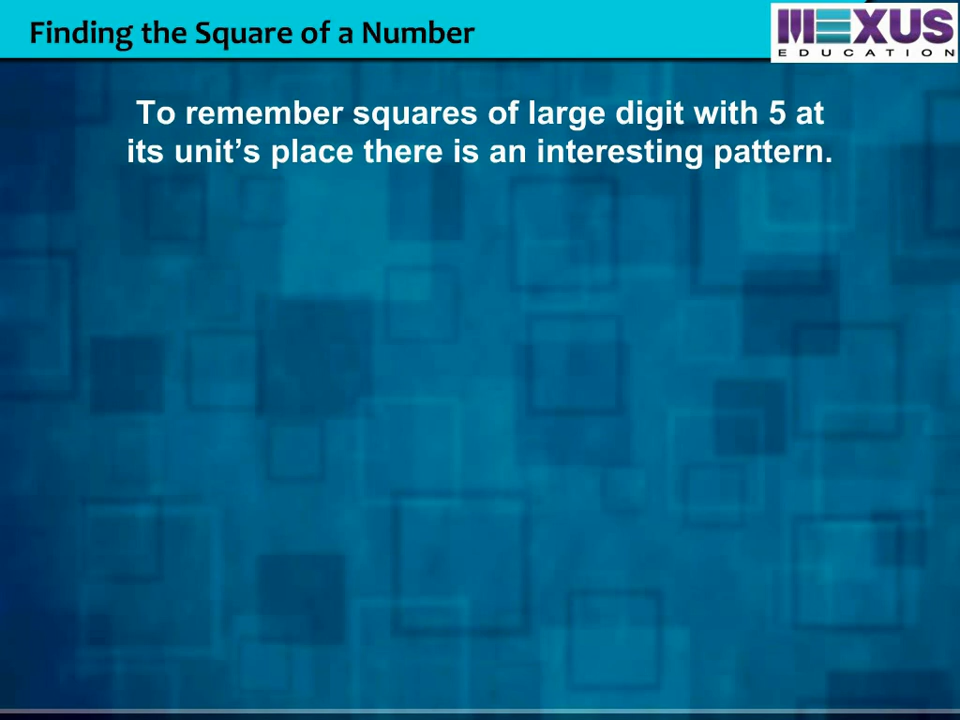 Finding the Square of a Number
MEXUS
EDUCATION
To remember squares of large digit with 5 at
its unit’s place there is an interesting pattern.